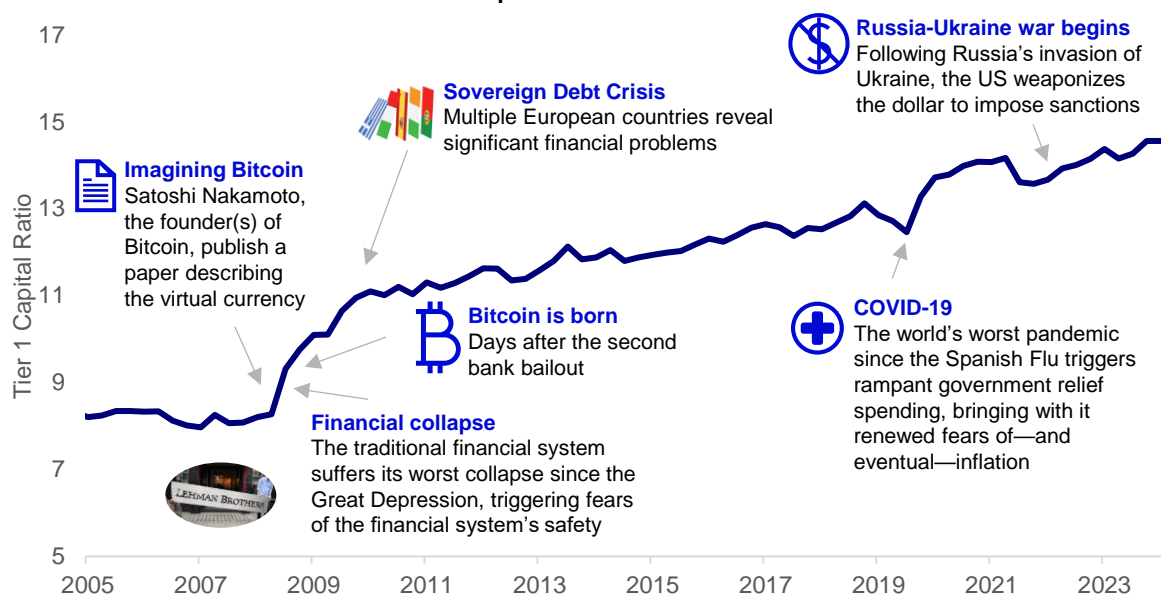 17
15
13
11
9
7
5
Tier 1 Capital Ratio
2005
2007
2009
2011
2013
2015
2017
2019
2021
2023
Imagining Bitcoin
Satoshi Nakamoto,
the founder(s) of
Bitcoin, publish a
paper describing
the virtual currency
Sovereign Debt Crisis
Multiple European countries reveal
significant financial problems
Russia-Ukraine war begins
Following Russia’s invasion of
Ukraine, the US weaponizes
the dollar to impose sanctions
Bitcoin is born
Days after the second
bank bailout
Financial collapse
The traditional financial system
suffers its worst collapse since the
Great Depression, triggering fears
of the financial system’s safety
LEHMAN BROTHERS
COVID-19
The world’s worst pandemic
since the Spanish Flu triggers
rampant government relief
spending, bringing with it
renewed fears of—and
eventual—inflation